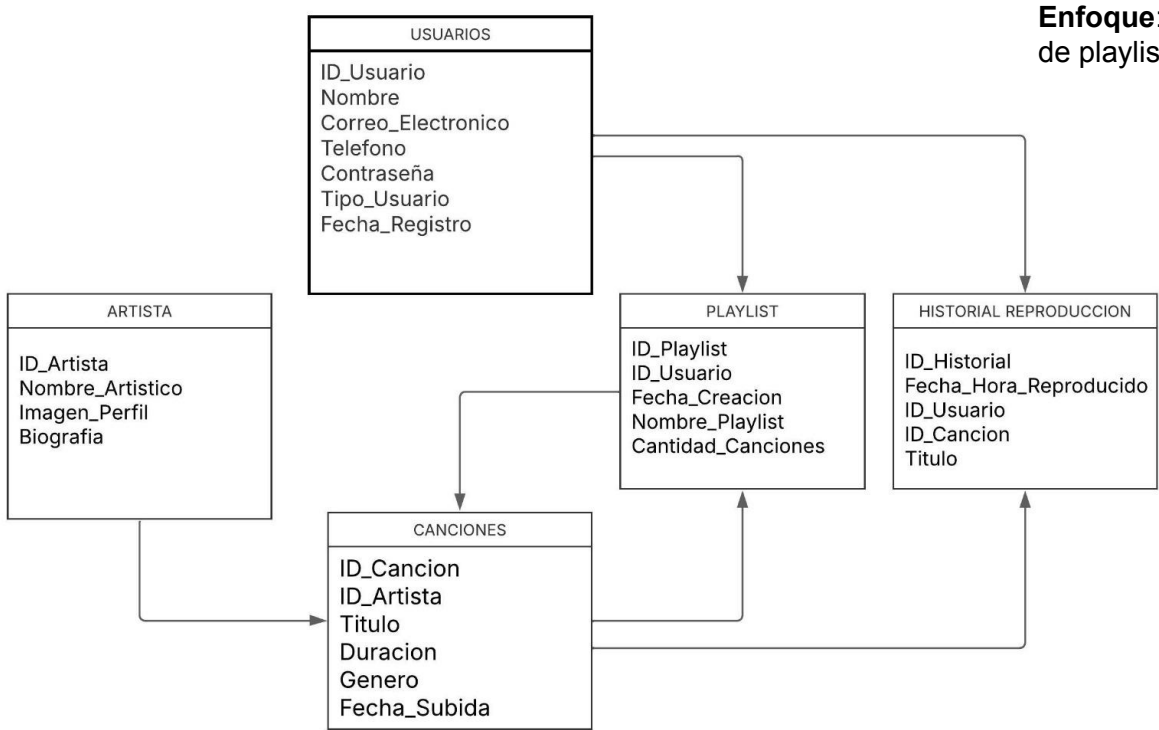 Enfoque:
de playlis
USUARIOS
ID_Usuario
Nombre
Correo_Electronico
Telefono
Contraseña
Tipo_Usuario
Fecha_Registro
ARTISTA
ID_Artista
Nombre_Artistico
Imagen_Perfil
Biografia
PLAYLIST
ID_Playlist
ID_Usuario
Fecha_Creacion
Nombre_Playlist
Cantidad_Canciones
HISTORIAL REPRODUCCION
ID_Historial
Fecha_Hora_Reproducido
ID_Usuario
ID_Cancion
Titulo
CANCIONES
ID_Cancion
ID_Artista
Titulo
Duracion
Genero
Fecha_Subida